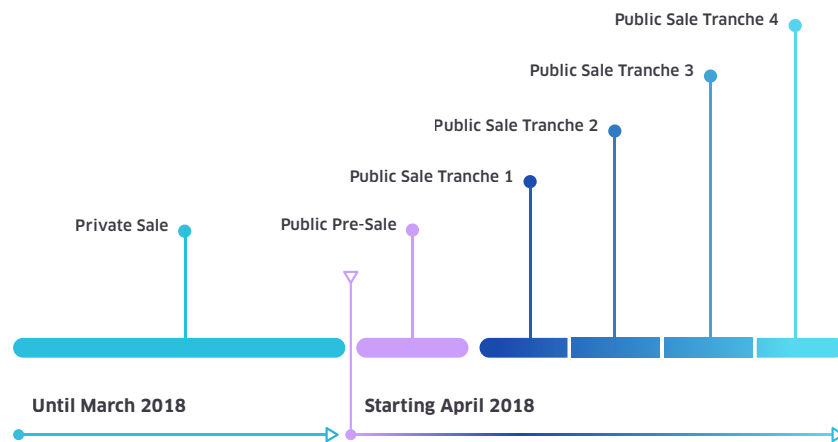 Public Sale Tranche 4
Public Sale Tranche 3
Public Sale Tranche 2
Public Sale Tranche 1
Private Sale
Public Pre-Sale
Until March 2018
Starting April 2018